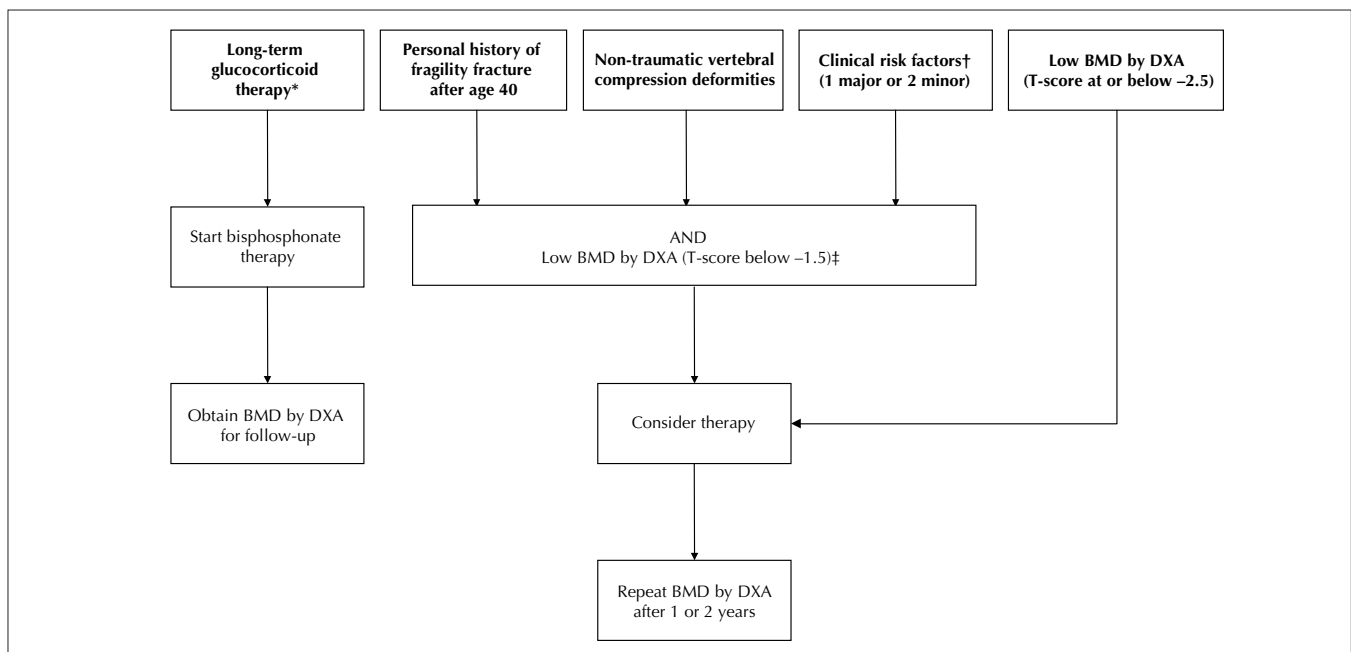 Long-term
glucocorticoid
therapy*
Personal history of
fragility fracture
after age 40
Non-traumatic vertebral
compression deformities
Clinical risk factors†
(1 major or 2 minor)
Low BMD by DXA
(T-score at or below –2.5)
Start bisphosphonate
therapy
AND
Low BMD by DXA (T-score below –1.5)‡
Obtain BMD by DXA
for follow-up
Consider therapy
Repeat BMD by DXA
after 1 or 2 years